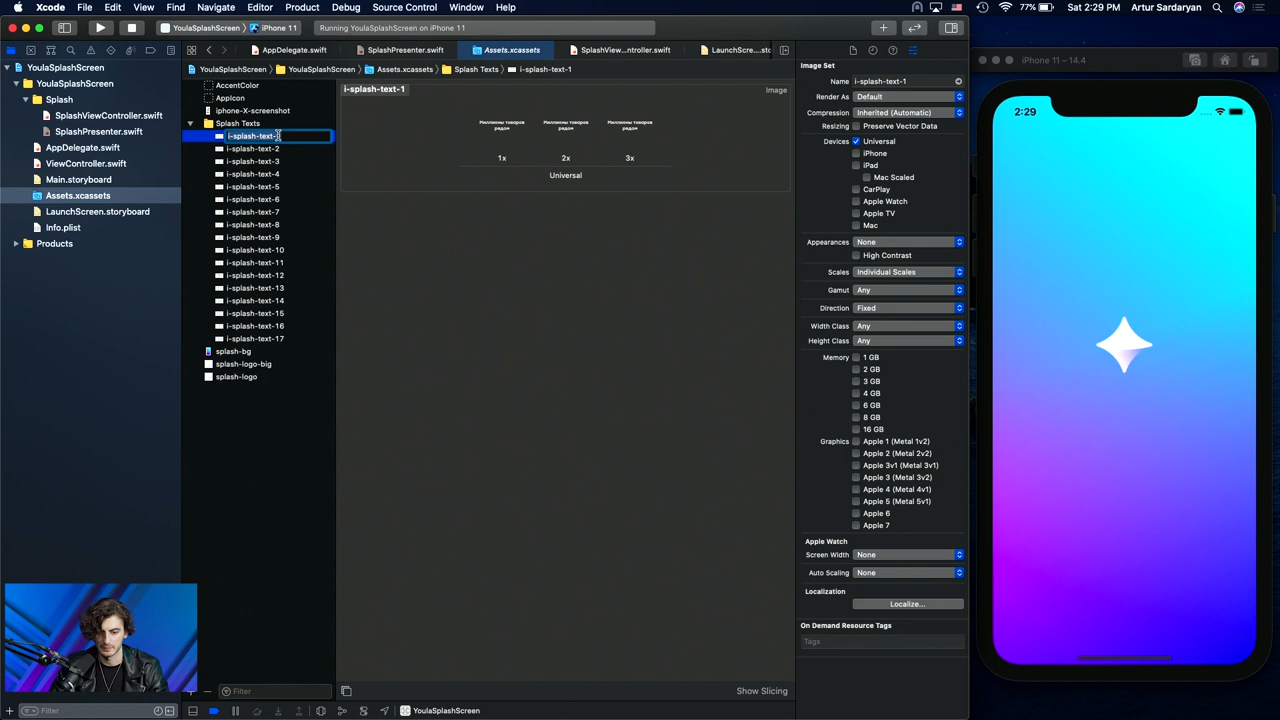 Xcode File Edit View Find Navigate Editor Product Debug Source Control Window Help
77% Artur Sardaryan 2:29 PM
YoulaSplashScreen iPhone 11
Running YoulaSplashScreen on iPhone 11
AppDelegate.swift SplashPresenter.swift Assets.xcassets SplashView...ntroller.swift LaunchScre...sto
YoulaSplashScreen YoulaSplashScreen Assets.xcassets Splash Texts i-splash-text-1
YoulaSplashScreen
YoulaSplashScreen
Splash
SplashViewController.swift
SplashPresenter.swift
AppDelegate.swift
ViewController.swift
Main.storyboard
Assets.xcassets
LaunchScreen.storyboard
Info.plist
Products
Filter
AccentColor
AppIcon
iphone-X-screenshot
Splash Texts
i-splash-text-
i-splash-text-2
i-splash-text-3
i-splash-text-4
i-splash-text-5
i-splash-text-6
i-splash-text-7
i-splash-text-8
i-splash-text-9
i-splash-text-10
i-splash-text-11
i-splash-text-12
i-splash-text-13
i-splash-text-14
i-splash-text-15
i-splash-text-16
i-splash-text-17
splash-bg
splash-logo-big
splash-logo
Filter
i-splash-text-1
Image
Миллионы товаров Миллионы товаров Миллионы товаров
рядом рядом рядом
1x 2x 3x
Universal
Show Slicing
YoulaSplashScreen
Image Set
Name i-splash-text-1
Render As Default
Compression Inherited (Automatic)
Resizing Preserve Vector Data
Devices Universal
iPhone
iPad
Mac Scaled
CarPlay
Apple Watch
Apple TV
Mac
Appearances None
High Contrast
Scales Individual Scales
Gamut Any
Direction Fixed
Width Class Any
Height Class Any
Memory 1 GB
2 GB
3 GB
4 GB
6 GB
8 GB
16 GB
Graphics Apple 1 (Metal 1v2)
Apple 2 (Metal 2v2)
Apple 3v1 (Metal 3v1)
Apple 3 (Metal 3v2)
Apple 4 (Metal 4v1)
Apple 5 (Metal 5v1)
Apple 6
Apple 7
Apple Watch
Screen Width None
Auto Scaling None
Localization
Localize...
On Demand Resource Tags
Tags
iPhone 11 – 14.4
2:29